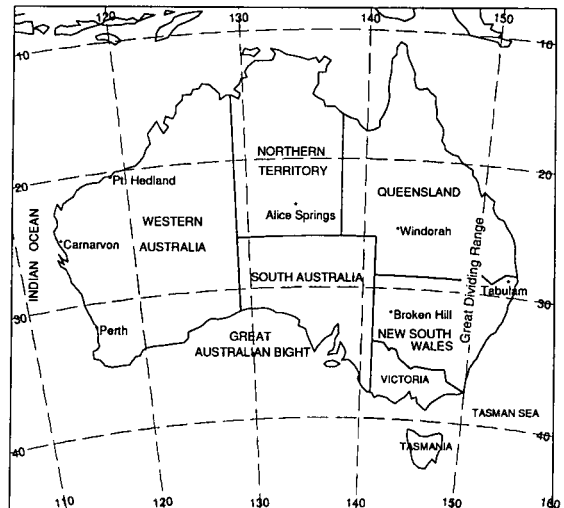 120
130
140
150
10
10
NORTHERN
TERRITORY
20
20
Pt. Hedland
QUEENSLAND
Alice Springs
WESTERN
AUSTRALIA
Windorah
INDIAN OCEAN
Carnarvon
Great Dividing Range
SOUTH AUSTRALIA
Tabulam
30
30
Broken Hill
Perth
GREAT
AUSTRALIAN BIGHT
NEW SOUTH
WALES
VICTORIA
TASMAN SEA
40
40
TASMANIA
110
120
130
140
150
160